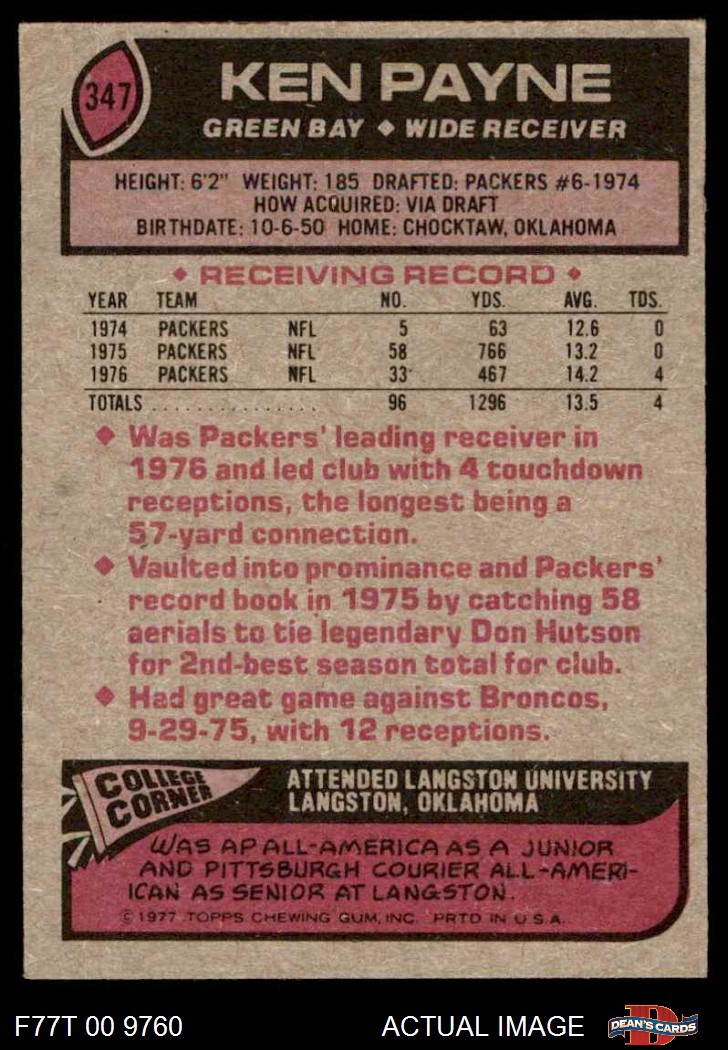 347
KEN PAYNE
GREEN BAY ◆ WIDE RECEIVER
HEIGHT: 6'2" WEIGHT: 185 DRAFTED: PACKERS #6-1974
HOW ACQUIRED: VIA DRAFT
BIRTHDATE: 10-6-50 HOME: CHOCKTAW, OKLAHOMA
◆ RECEIVING RECORD ◆
YEAR TEAM NO. YDS. AVG. TDS.
1974 PACKERS NFL 5 63 12.6 0
1975 PACKERS NFL 58 766 13.2 0
1976 PACKERS NFL 33 467 14.2 4
TOTALS ................ 96 1296 13.5 4
◆ Was Packers' leading receiver in
1976 and led club with 4 touchdown
receptions, the longest being a
57-yard connection.
◆ Vaulted into prominance and Packers'
record book in 1975 by catching 58
aerials to tie legendary Don Hutson
for 2nd-best season total for club.
◆ Had great game against Broncos,
9-29-75, with 12 receptions.
COLLEGE
CORNER
ATTENDED LANGSTON UNIVERSITY
LANGSTON, OKLAHOMA
WAS AP ALL-AMERICA AS A JUNIOR
AND PITTSBURGH COURIER ALL-AMERI-
ICAN AS SENIOR AT LANGSTON.
© 1977 TOPPS CHEWING GUM, INC. PRTD IN U.S.A.
F77T 00 9760 ACTUAL IMAGE
D
DEAN'S CARDS